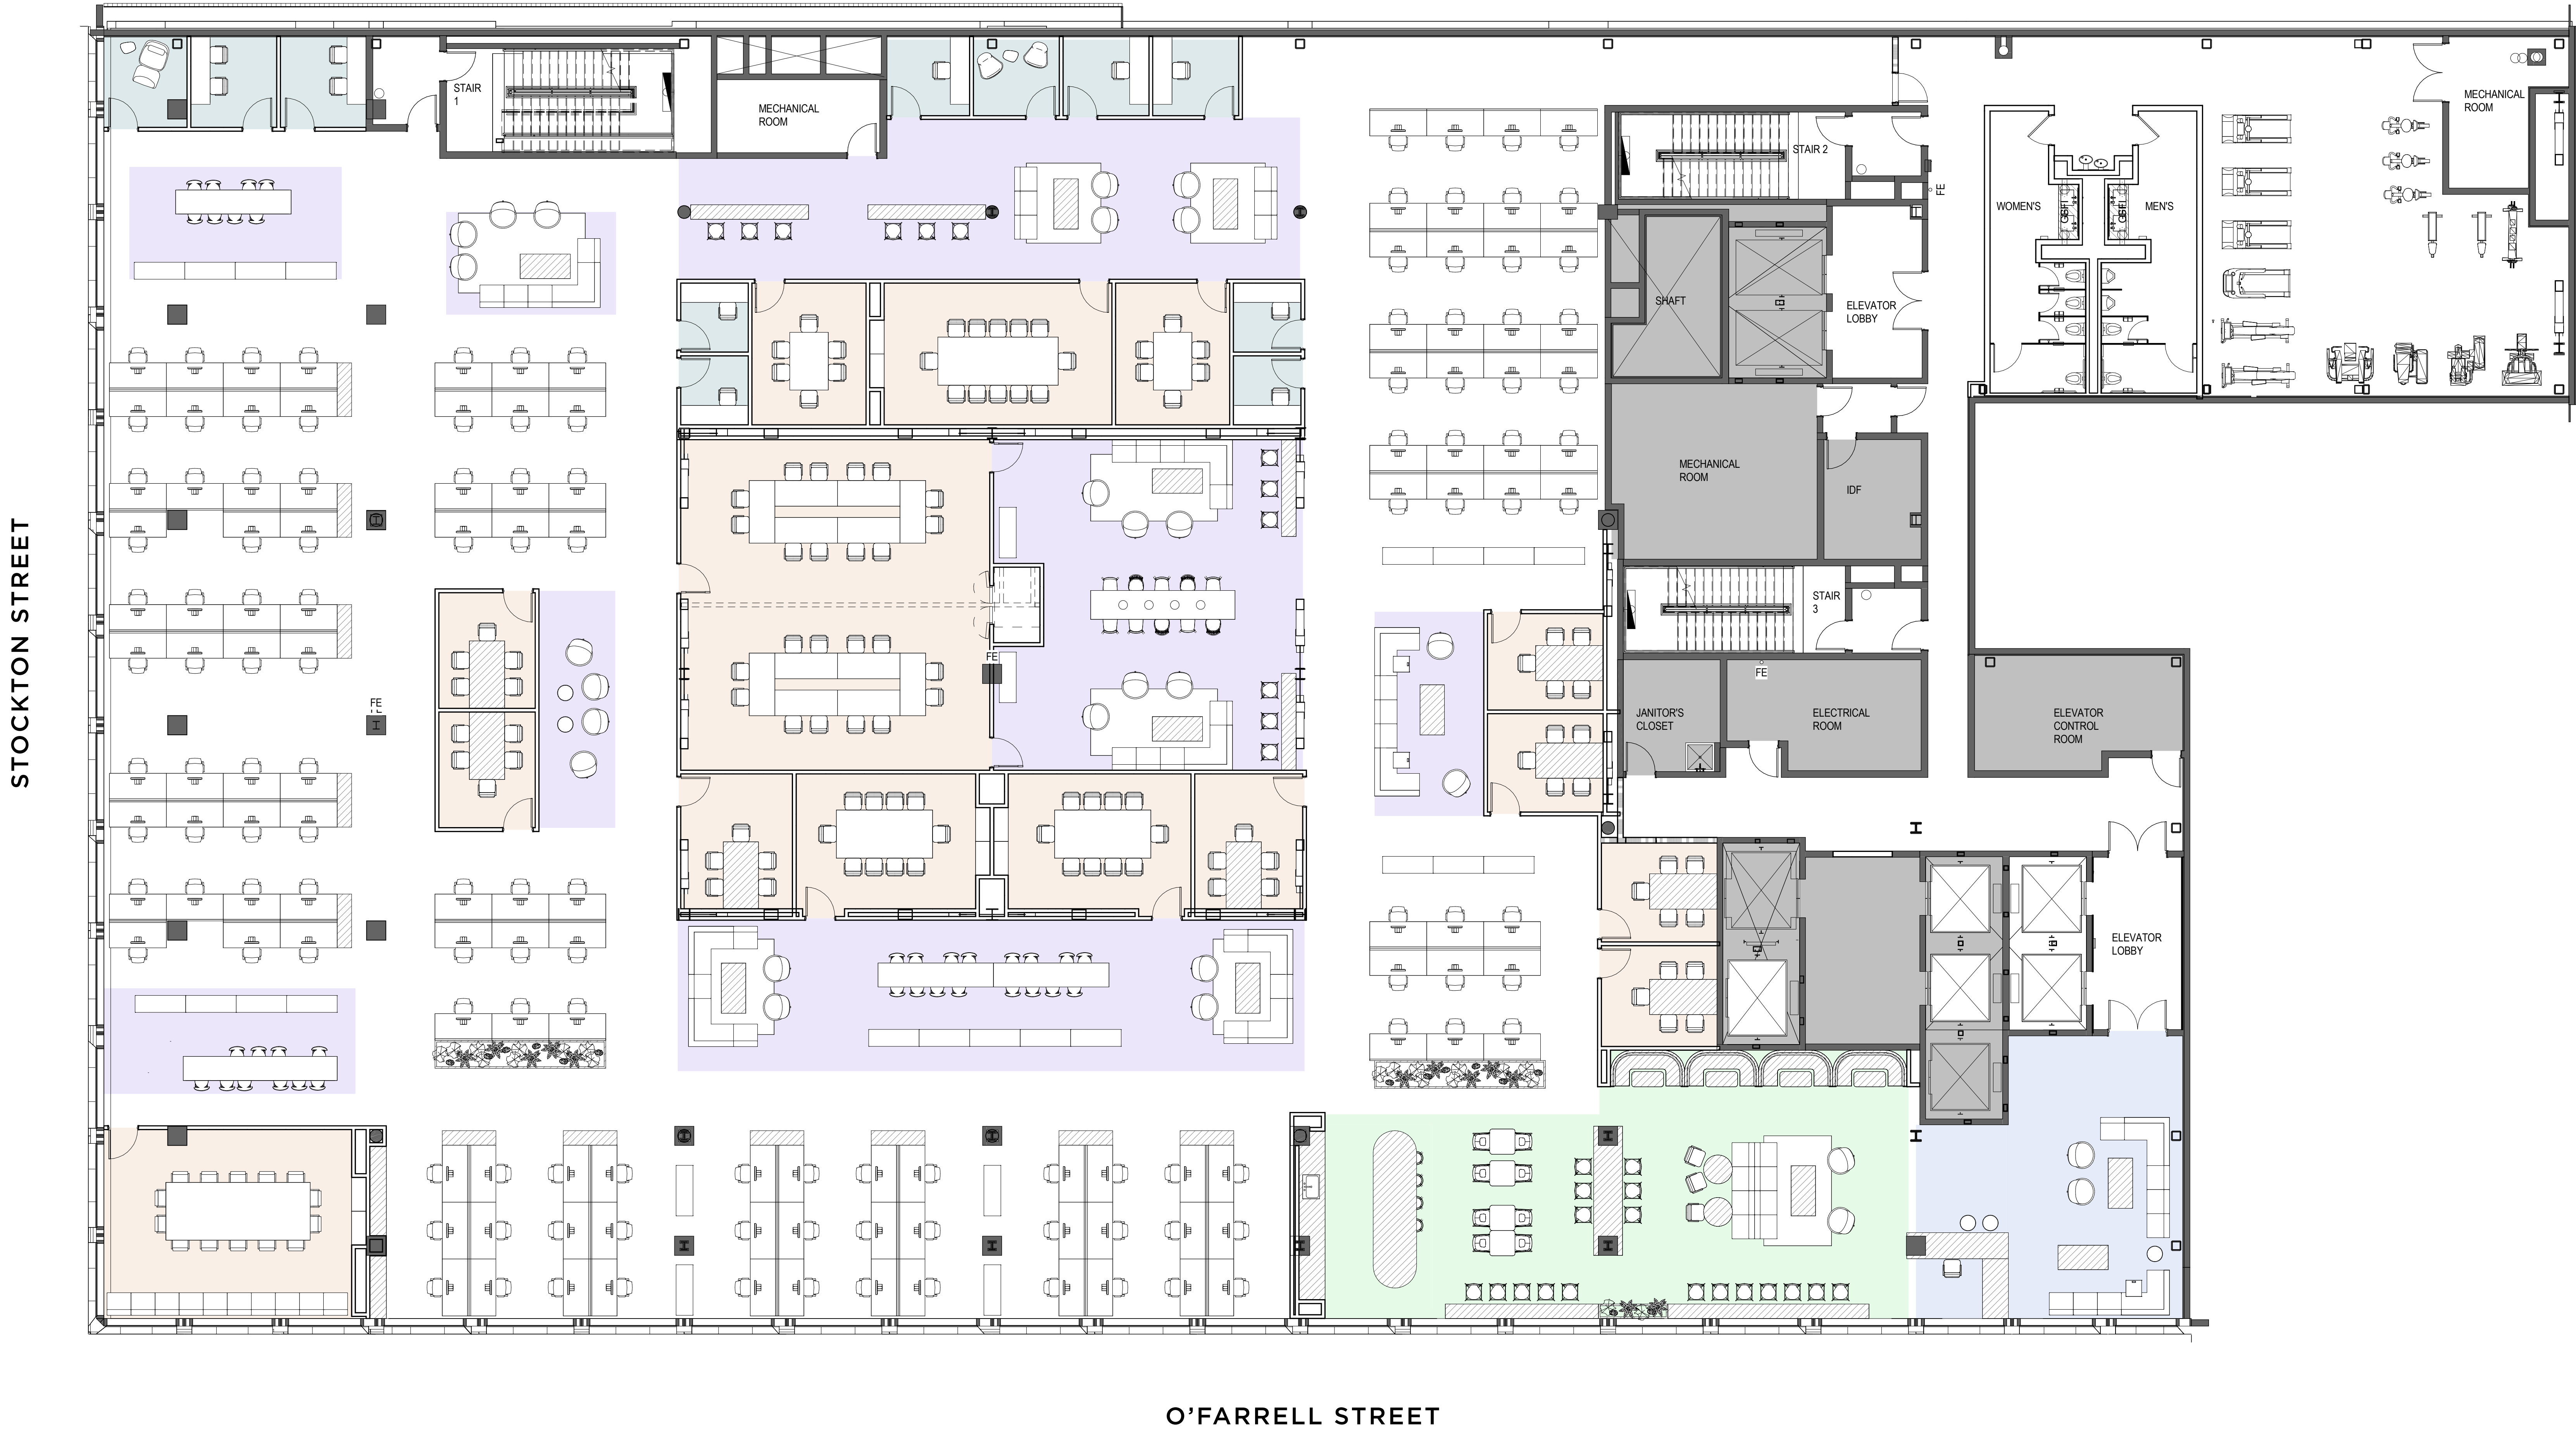 STAIR
1
MECHANICAL
ROOM
MECHANICAL
ROOM
STAIR 2
FE
WOMEN'S
MEN'S
SHAFT
ELEVATOR
LOBBY
MECHANICAL
ROOM
IDF
STAIR
3
FE
FE
FE
JANITOR'S
CLOSET
ELECTRICAL
ROOM
ELEVATOR
CONTROL
ROOM
ELEVATOR
LOBBY
STOCKTON STREET
O'FARRELL STREET